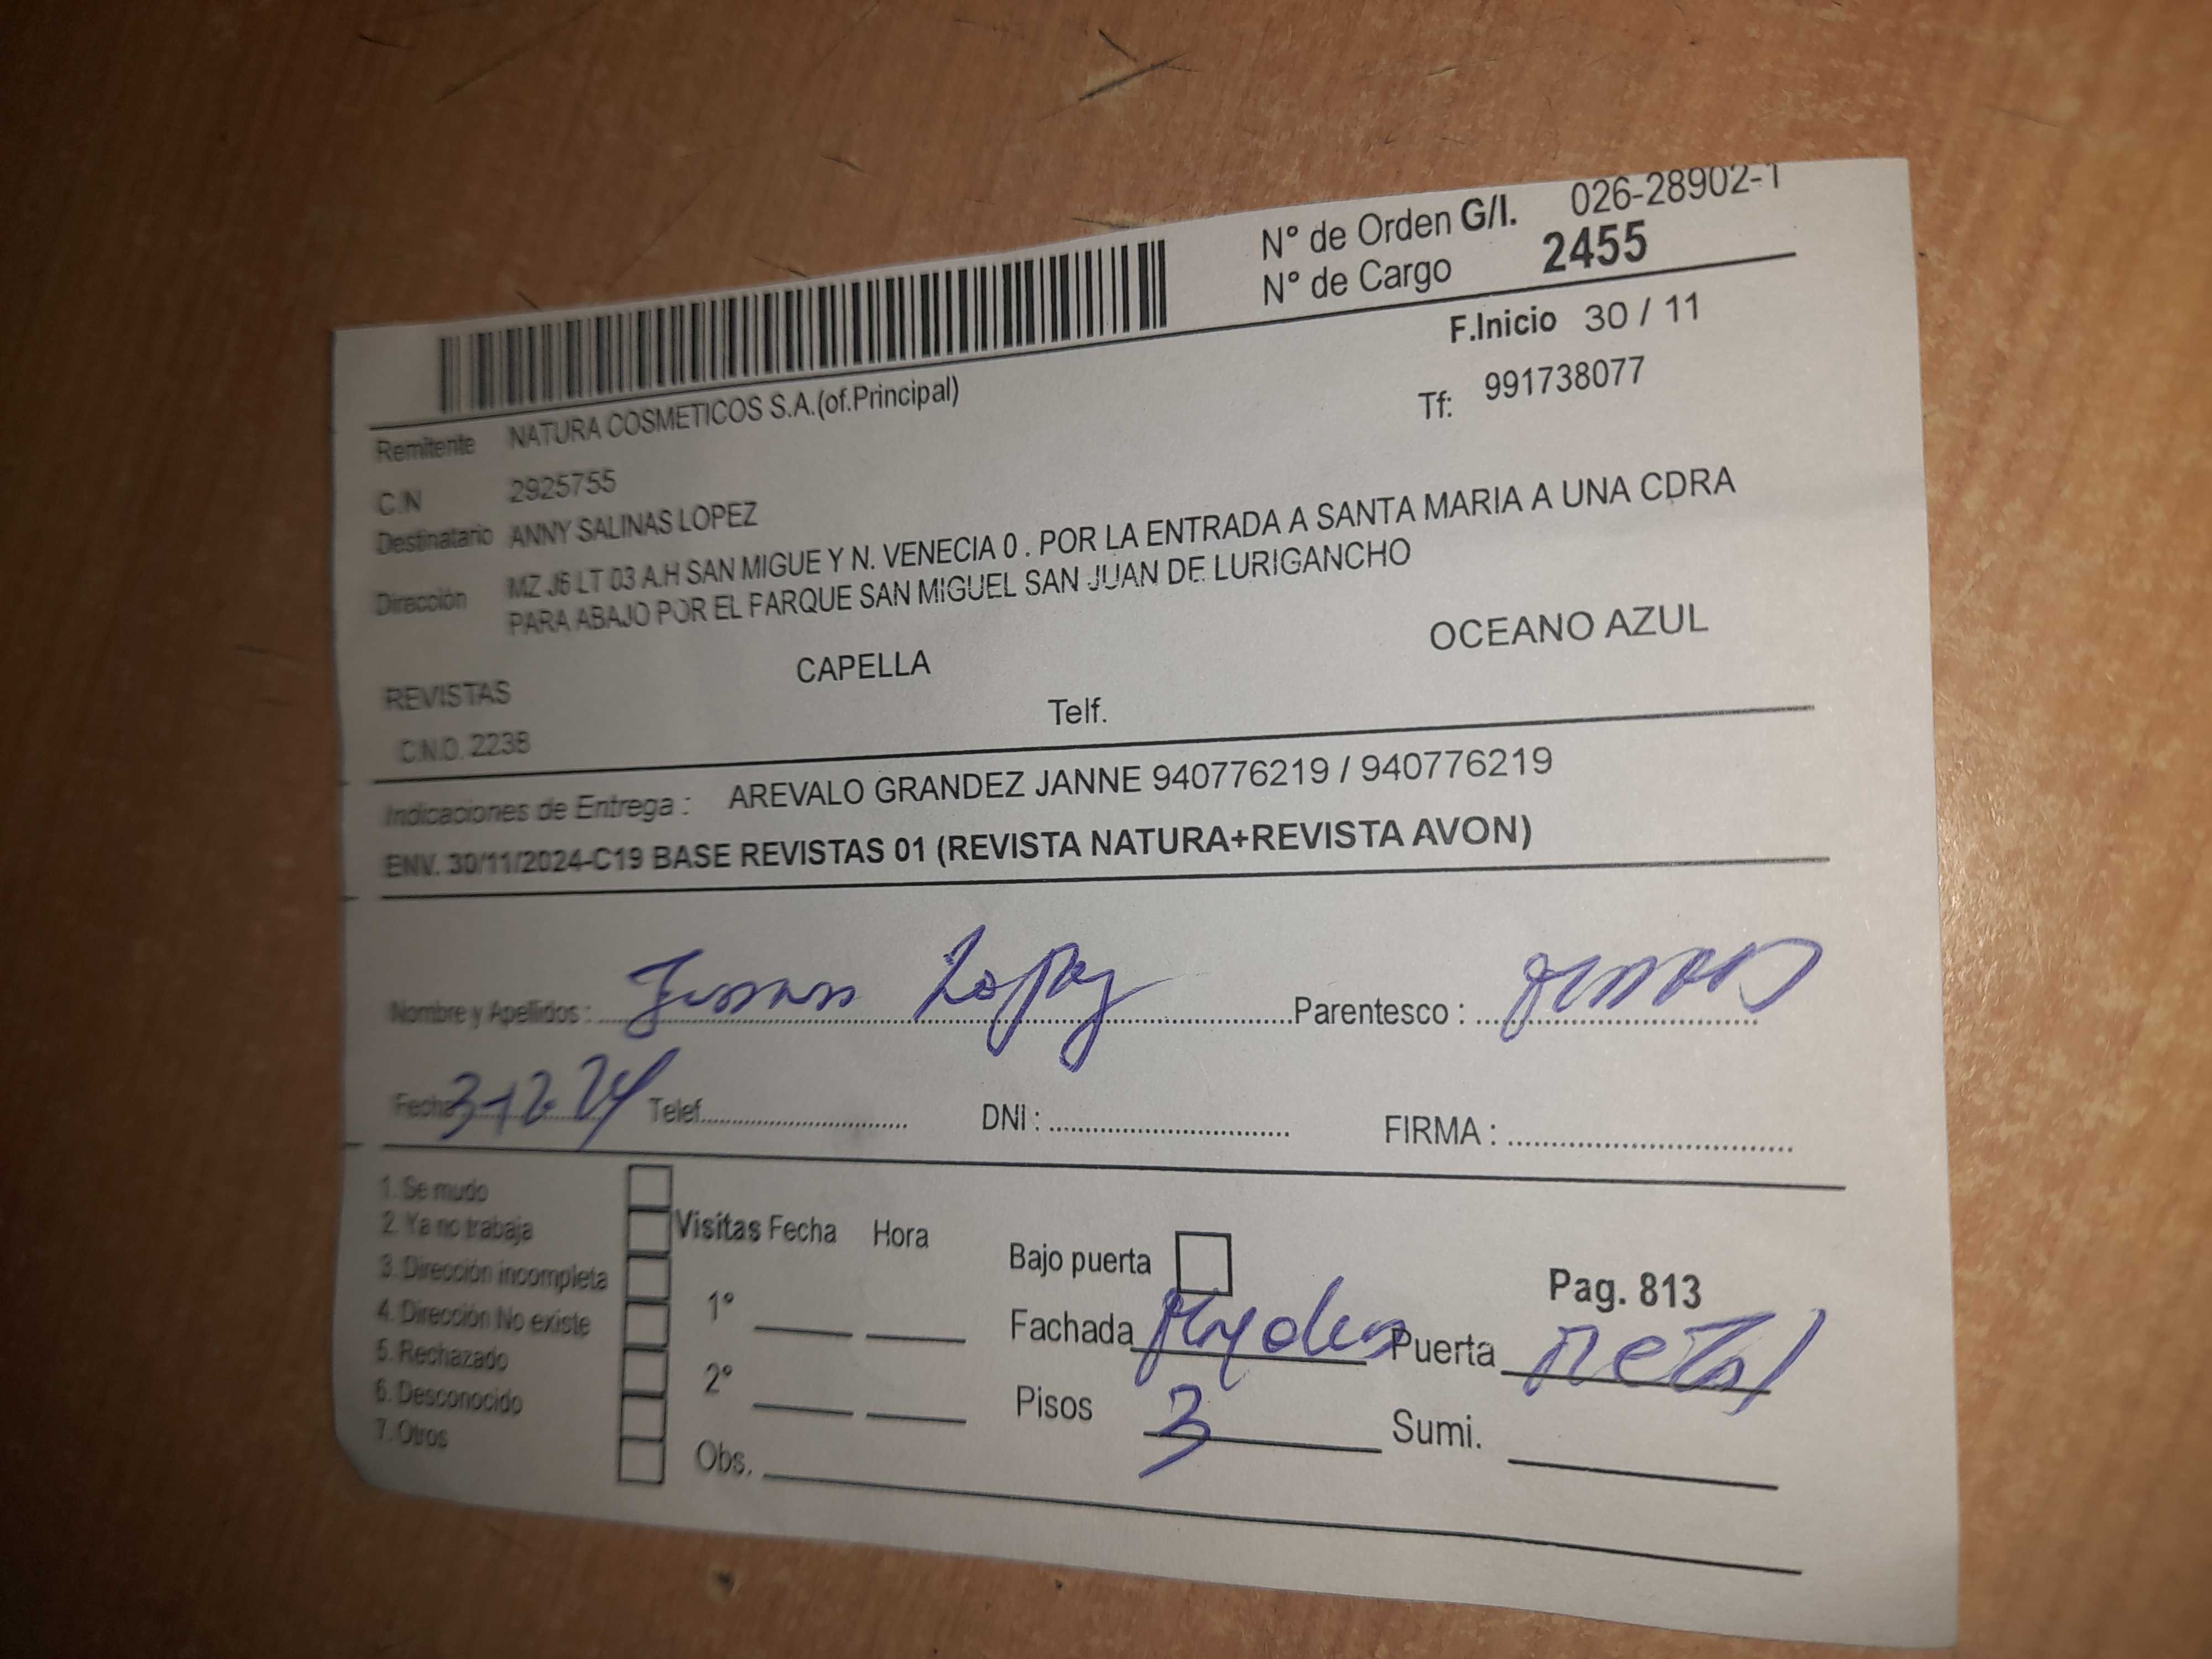 N° de Orden G/I. 026-28902-1
N° de Cargo 2455
F.Inicio 30 / 11
Remitente NATURA COSMETICOS S.A.(of.Principal)
Tf: 991738077
C.N 2925755
Destinatario ANNY SALINAS LOPEZ
Dirección MZ J6 LT 03 A.H SAN MIGUE Y N. VENECIA 0 . POR LA ENTRADA A SANTA MARIA A UNA CDRA
PARA ABAJO POR EL PARQUE SAN MIGUEL SAN JUAN DE LURIGANCHO
REVISTAS CAPELLA OCEANO AZUL
C.N.O. 2238 Telf.
Indicaciones de Entrega : AREVALO GRANDEZ JANNE 940776219 / 940776219
ENV. 30/11/2024-C19 BASE REVISTAS 01 (REVISTA NATURA+REVISTA AVON)
Nombre y Apellidos : Lopez Parentesco :
Fecha 3-12-24 Telef. DNI : FIRMA :
1. Se mudo
2. Ya no trabaja Visitas Fecha Hora
3. Dirección incompleta Bajo puerta Pag. 813
4. Dirección No existe 1° Fachada Puerta metal
5. Rechazado
6. Desconocido 2° Pisos 3 Sumi.
7. Otros Obs.